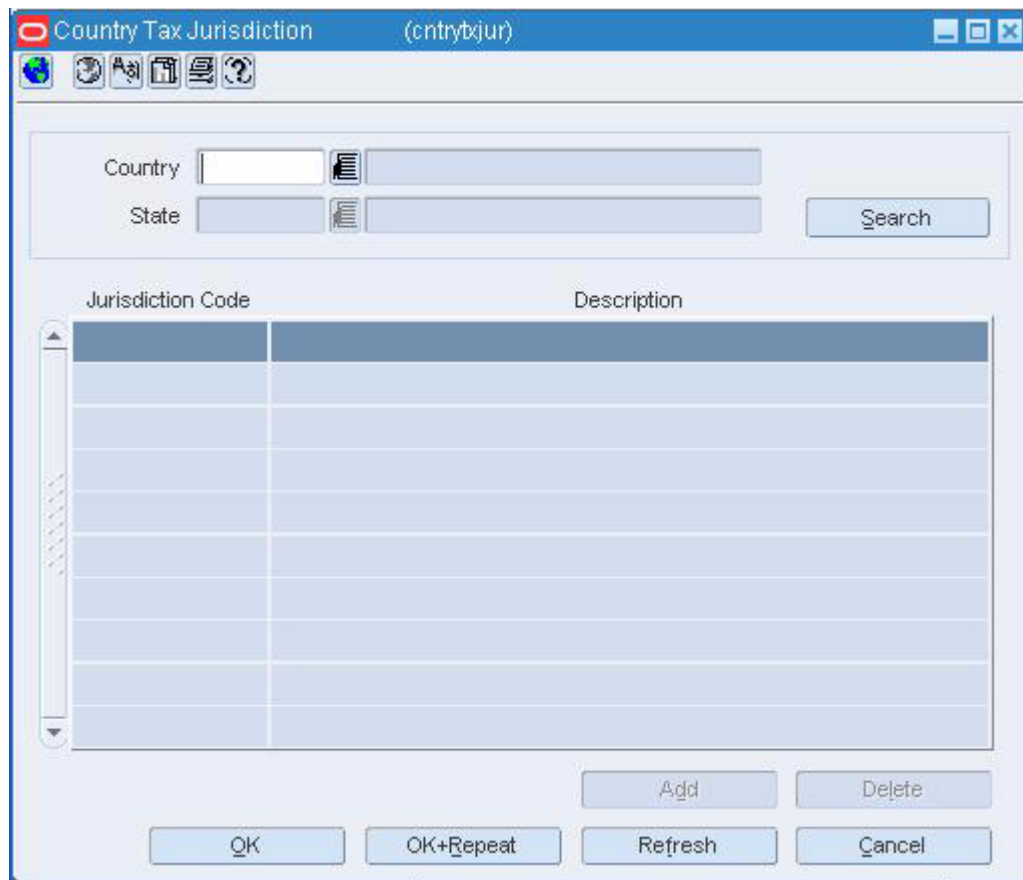 Country Tax Jurisdiction (cntrytxjur)
Country
State
Search
Jurisdiction Code Description
Add Delete
OK OK+Repeat Refresh Cancel